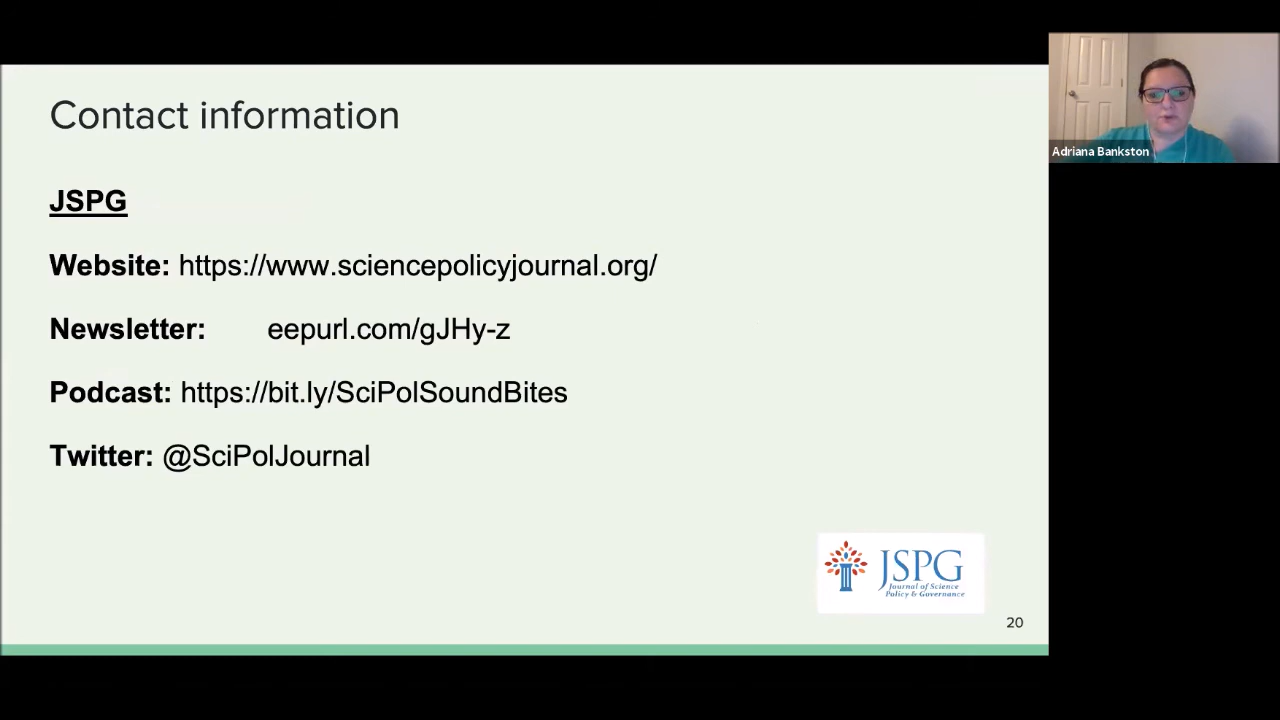 Contact information
JSPG
Website: https://www.sciencepolicyjournal.org/
Newsletter: eepurl.com/gJHy-z
Podcast: https://bit.ly/SciPolSoundBites
Twitter: @SciPolJournal
JSPG
Journal of Science
Policy & Governance
20
Adriana Bankston